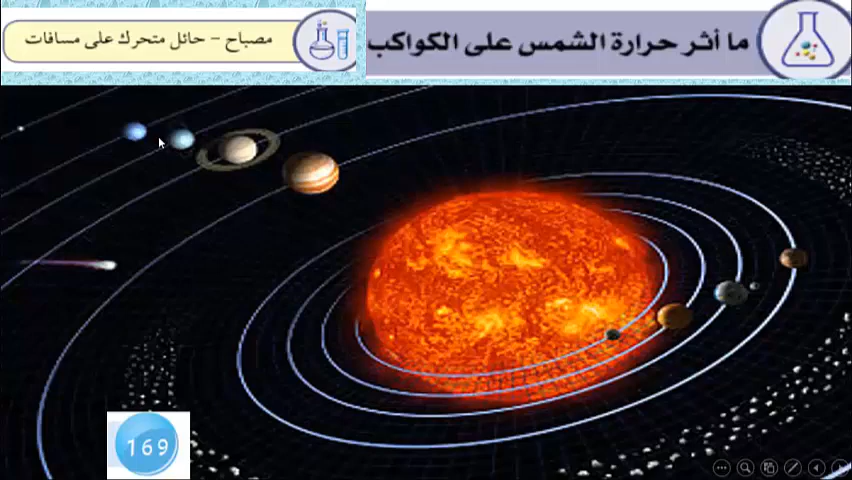 ما أثر حرارة الشمس على الكواكب
مصباح - حائل متحرك على مسافات
169